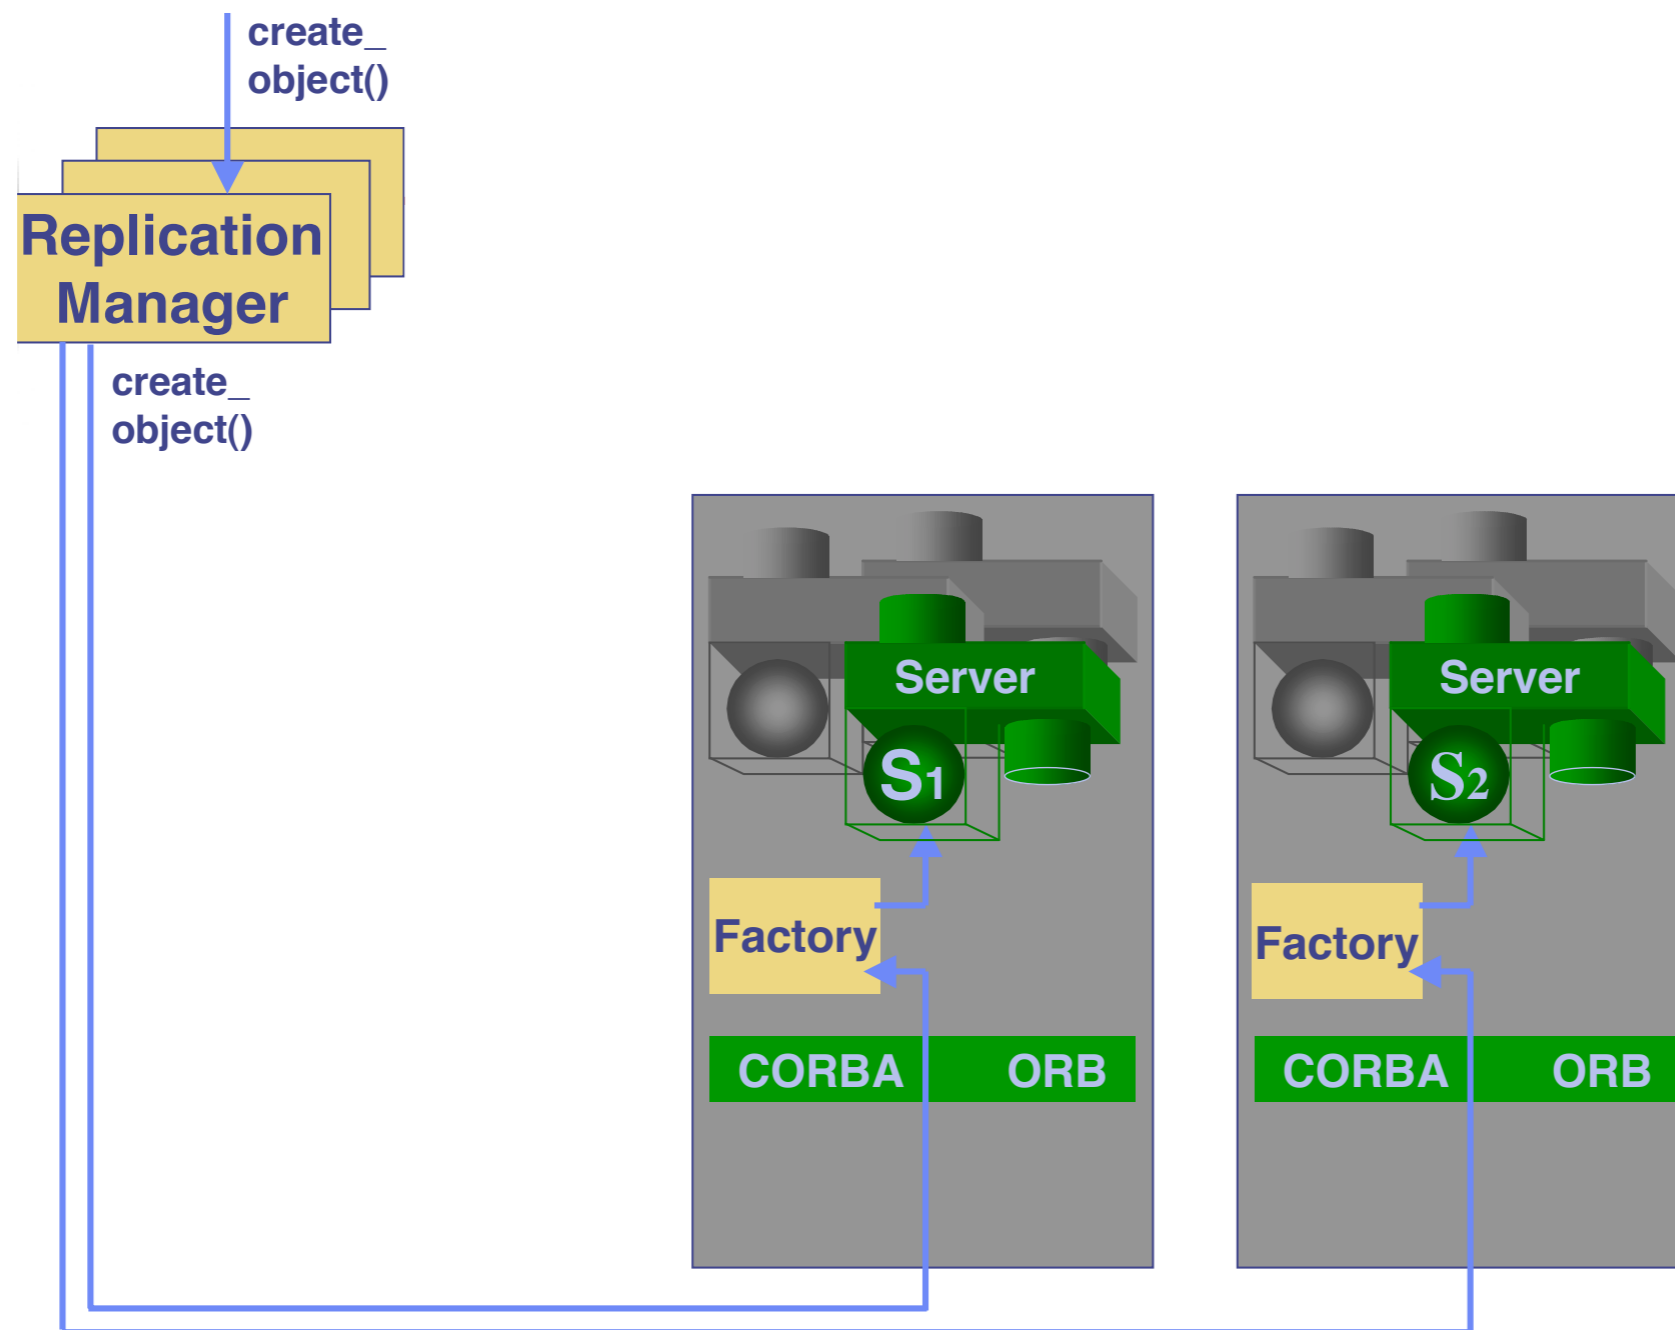 create_
object()
Replication
Manager
create_
object()
Server
S1
Factory
CORBA ORB
Server
S2
Factory
CORBA ORB